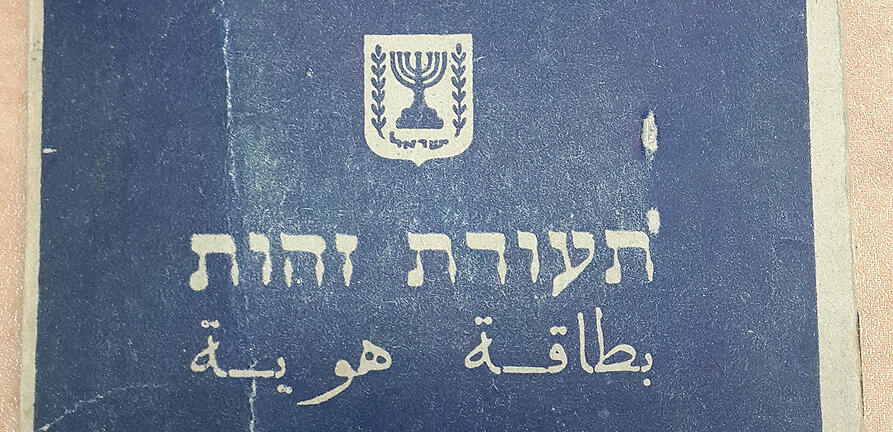 ישראל
תעודת זהות
بطاقة هوية